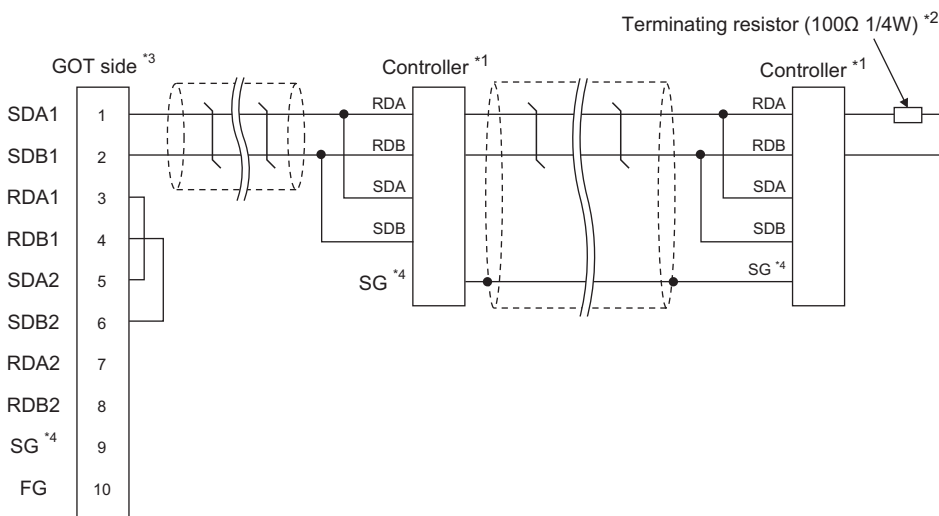 Terminating resistor (100Ω 1/4W) *2
GOT side *3
Controller *1
Controller *1
SDA1 1
SDB1 2
RDA1 3
RDB1 4
SDA2 5
SDB2 6
RDA2 7
RDB2 8
SG *4 9
FG 10
RDA
RDB
SDA
SDB
SG *4
RDA
RDB
SDA
SDB
SG *4